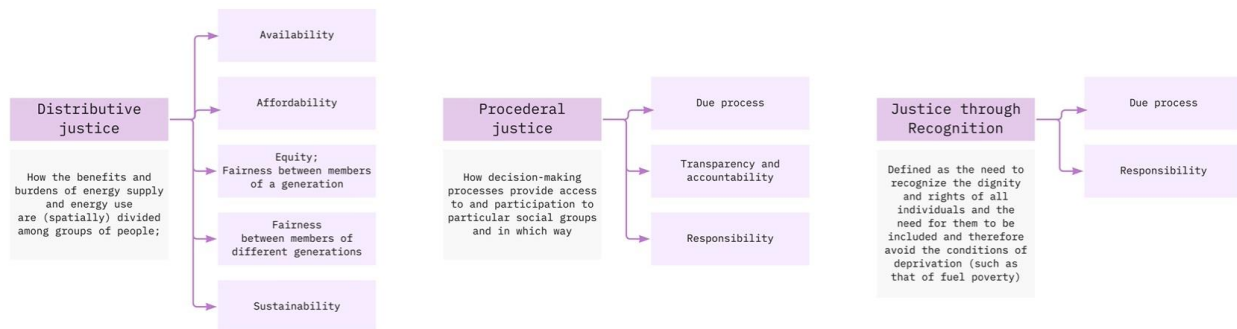 Distributive
justice
How the benefits and
burdens of energy supply
and energy use
are (spatially) divided
among groups of people;
Availability
Affordability
Equity;
Fairness between members
of a generation
Fairness
between members of
different generations
Sustainability
Procederal
justice
How decision-making
processes provide access
to and participation to
particular social groups
and in which way
Due process
Transparency and
accountability
Responsibility
Justice through
Recognition
Defined as the need to
recognize the dignity
and rights of all
individuals and the
need for them to be
included and therefore
avoid the conditions of
deprivation (such as
that of fuel poverty)
Due process
Responsibility